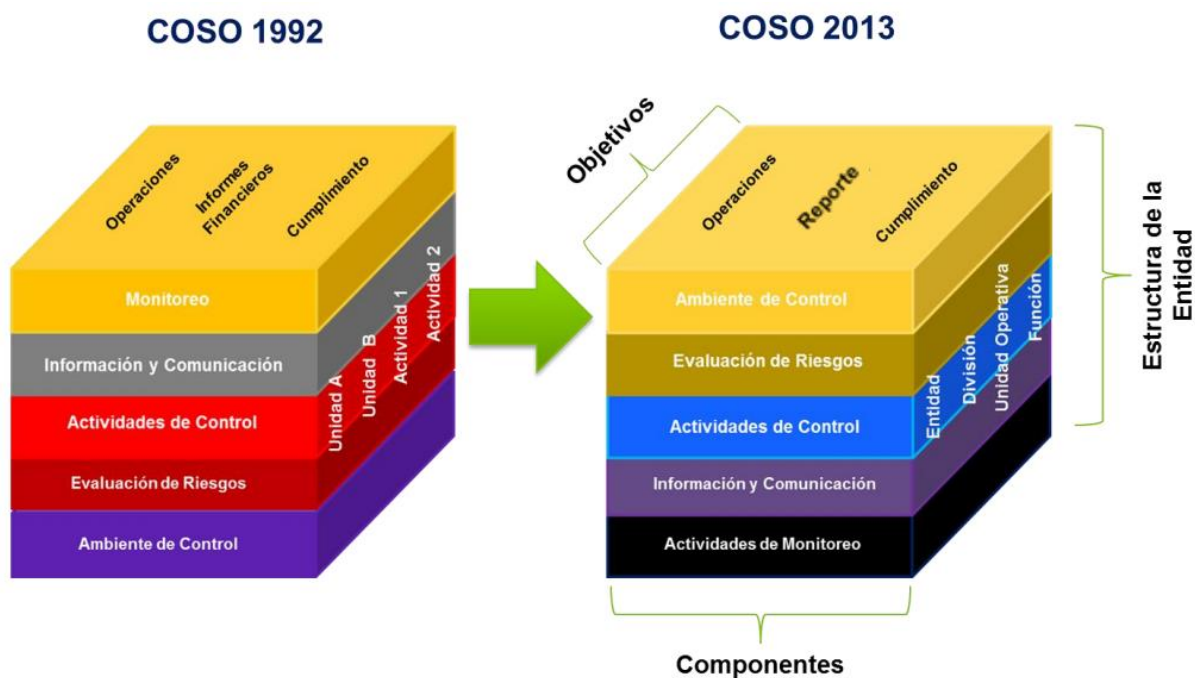 COSO 1992
COSO 2013
Operaciones
Informes
Financieros
Cumplimiento
Monitoreo
Información y Comunicación
Actividades de Control
Evaluación de Riesgos
Ambiente de Control
Unidad A
Unidad B
Actividad 1
Actividad 2
Objetivos
Operaciones
Reporte
Cumplimiento
Ambiente de Control
Evaluación de Riesgos
Actividades de Control
Información y Comunicación
Actividades de Monitoreo
Entidad
División
Unidad Operativa
Función
Estructura de la
Entidad
Componentes